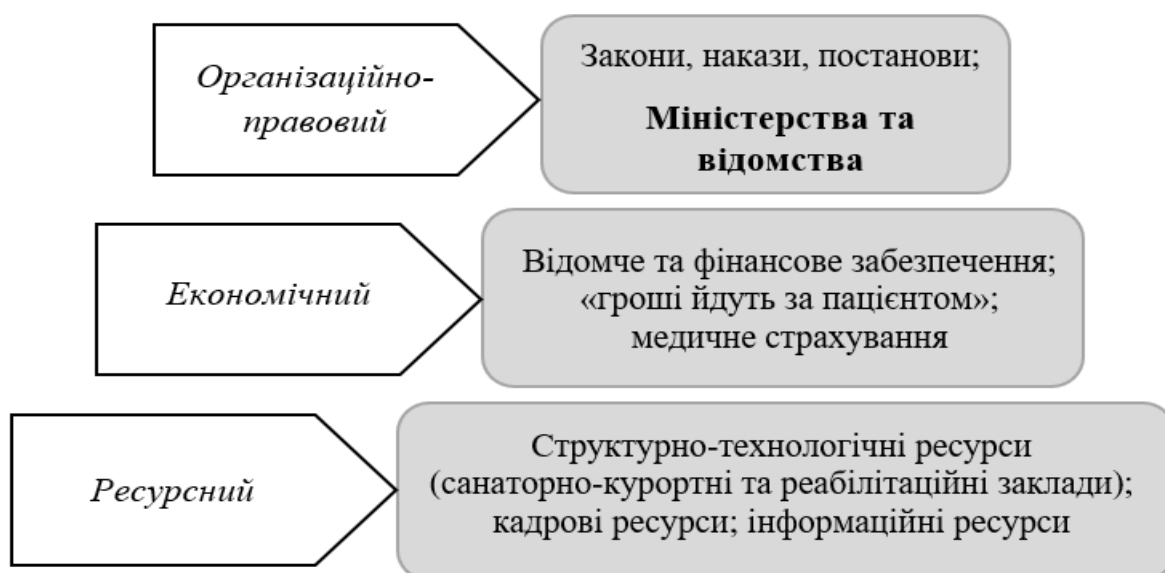 Організаційно-
правовий
Закони, накази, постанови;
Міністерства та
відомства
Економічний
Відомче та фінансове забезпечення;
«гроші йдуть за пацієнтом»;
медичне страхування
Ресурсний
Структурно-технологічні ресурси
(санаторно-курортні та реабілітаційні заклади);
кадрові ресурси; інформаційні ресурси